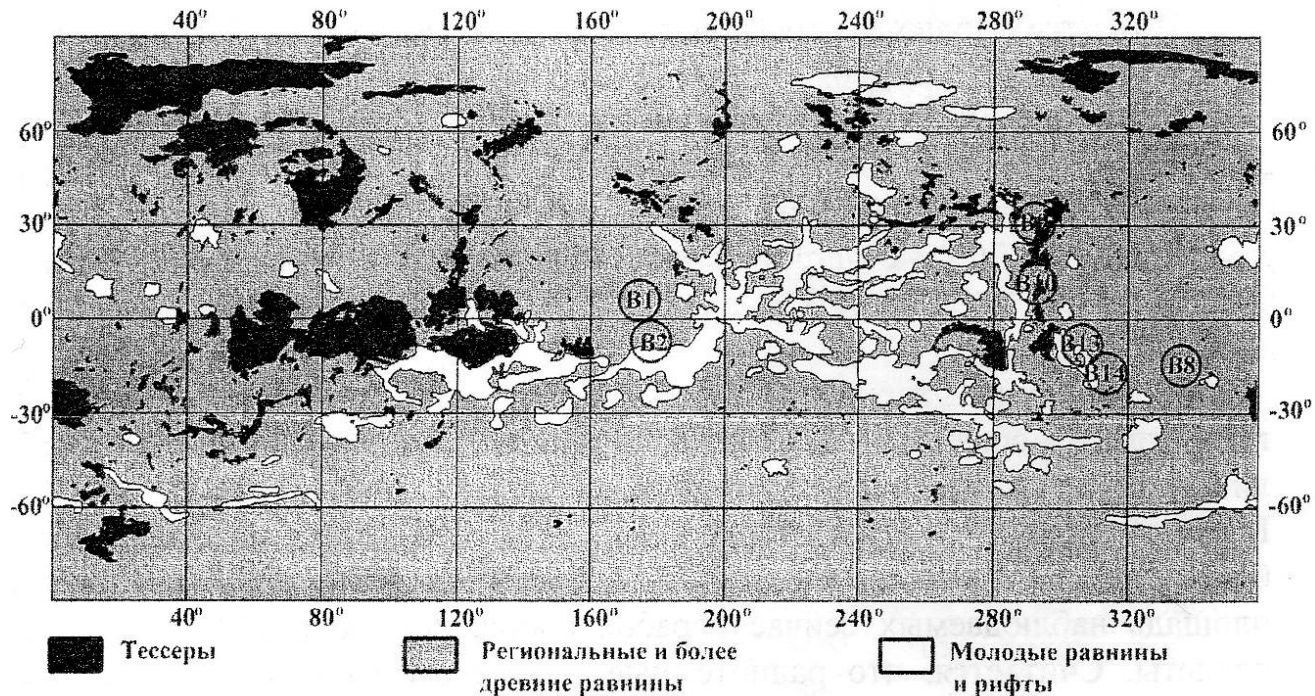 40° 80° 120° 160° 200° 240° 280° 320°
60° 60°
30° 30°
B9
B10
B1
0° 0°
B2 B13
B14 B8
-30° -30°
-60° -60°
40° 80° 120° 160° 200° 240° 280° 320°
Тессеры Региональные и более Молодые равнины
древние равнины и рифты